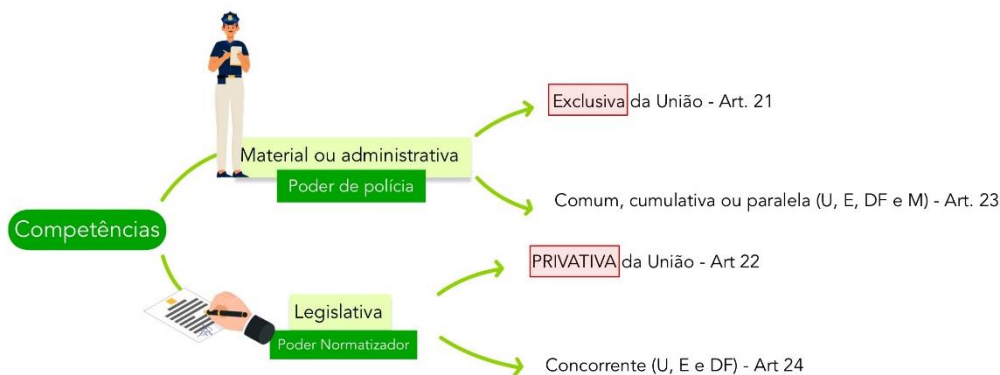 Competências
Material ou administrativa
Poder de polícia
Exclusiva da União - Art. 21
Comum, cumulativa ou paralela (U, E, DF e M) - Art. 23
Legislativa
Poder Normatizador
PRIVATIVA da União - Art 22
Concorrente (U, E e DF) - Art 24